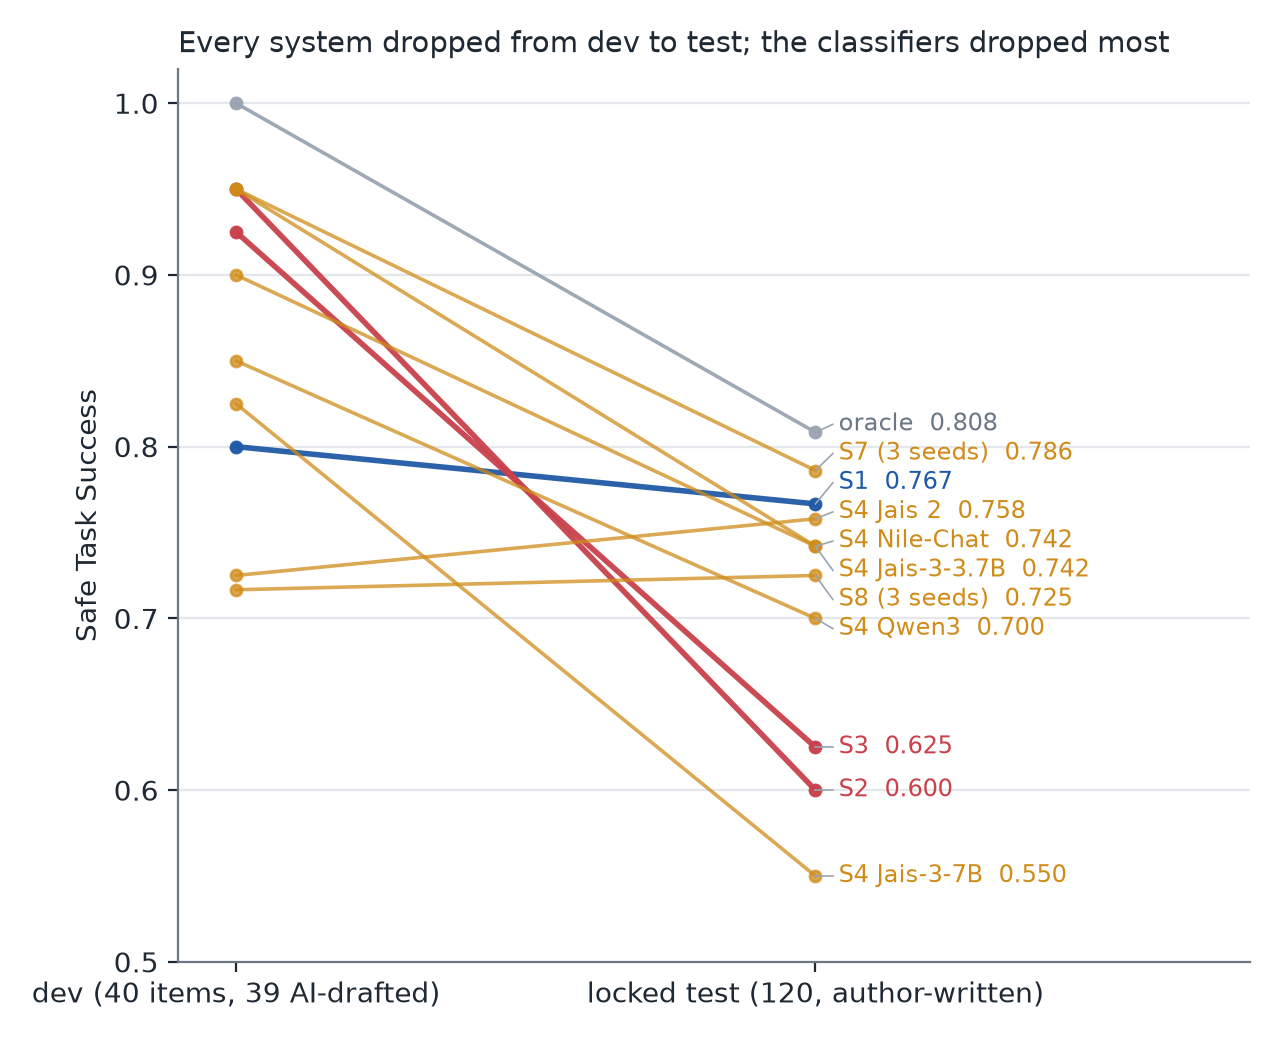 Every system dropped from dev to test; the classifiers dropped most
Safe Task Success
1.0
0.9
0.8
0.7
0.6
0.5
oracle 0.808
S7 (3 seeds) 0.786
S1 0.767
S4 Jais 2 0.758
S4 Nile-Chat 0.742
S4 Jais-3-3.7B 0.742
S8 (3 seeds) 0.725
S4 Qwen3 0.700
S3 0.625
S2 0.600
S4 Jais-3-7B 0.550
dev (40 items, 39 AI-drafted)
locked test (120, author-written)